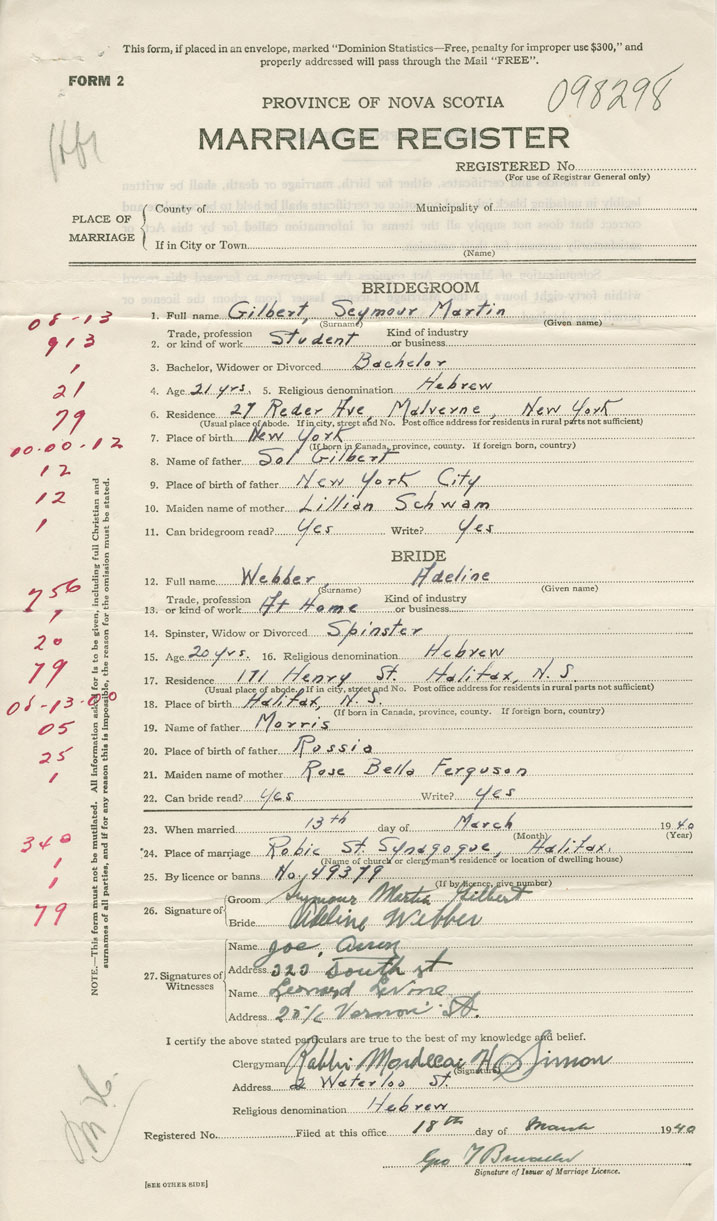 This form, if placed in an envelope, marked "Dominion Statistics—Free, penalty for improper use $300," and
properly addressed will pass through the Mail "FREE".
FORM 2
098298
PROVINCE OF NOVA SCOTIA
MARRIAGE REGISTER
REGISTERED No.
(For use of Registrar General only)
PLACE OF MARRIAGE
County of
Municipality of
If in City or Town
(Name)
BRIDEGROOM
08-13
1. Full name Gilbert, Seymour Martin
(Surname) (Given name)
913
2. Trade, profession or kind of work Student Kind of industry or business
1
3. Bachelor, Widower or Divorced Bachelor
21
4. Age 21 yrs. 5. Religious denomination Hebrew
79
6. Residence 27 Reder Ave, Malverne, New York
(Usual place of abode. If in city, street and No. Post office address for residents in rural parts not sufficient)
00-00-12
7. Place of birth New York
(If born in Canada, province, county. If foreign born, country)
12
8. Name of father Sol Gilbert
12
9. Place of birth of father New York City
10. Maiden name of mother Lillian Schwam
1
11. Can bridegroom read? Yes Write? Yes
BRIDE
12. Full name Webber, Adeline
(Surname) (Given name)
756
13. Trade, profession or kind of work At Home Kind of industry or business
1
14. Spinster, Widow or Divorced Spinster
20
15. Age 20 yrs. 16. Religious denomination Hebrew
79
17. Residence 171 Henry St. Halifax, N.S.
(Usual place of abode. If in city, street and No. Post office address for residents in rural parts not sufficient)
08-13-00
18. Place of birth Halifax, N.S.
(If born in Canada, province, county. If foreign born, country)
05
19. Name of father Morris
25
20. Place of birth of father Russia
1
21. Maiden name of mother Rose Bella Ferguson
22. Can bride read? Yes Write? Yes
23. When married 13th day of March 1940
(Month) (Year)
340
24. Place of marriage Robie St. Synagogue, Halifax.
(Name of church or clergyman's residence or location of dwelling house)
1
25. By licence or banns No. 49379
(If by licence, give number)
1
79
26. Signature of
Groom Seymour Martin Gilbert
Bride Adeline Webber
27. Signatures of Witnesses
Name Joe
Address 323 South St
Name Leonard Levine
Address Vernon St.
NOTE.—This form must not be mutilated. All information asked for is to be given, including full Christian and
surnames of all parties, and if for any reason this is impossible, the reason for the omission must be stated.
I certify the above stated particulars are true to the best of my knowledge and belief.
Clergyman Rabbi Mordecai H. Simon
(Signature)
Address 2 Waterloo St.
Religious denomination Hebrew
Registered No. Filed at this office 18th day of March 1940
Geo
Signature of Issuer of Marriage Licence.
[SEE OTHER SIDE]